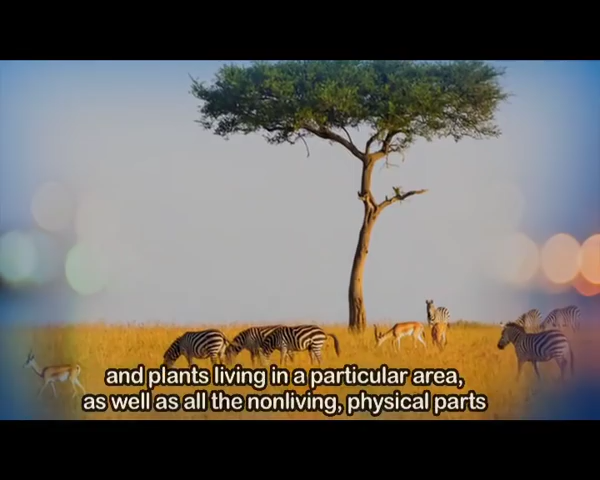 and plants living in a particular area,
as well as all the nonliving, physical parts